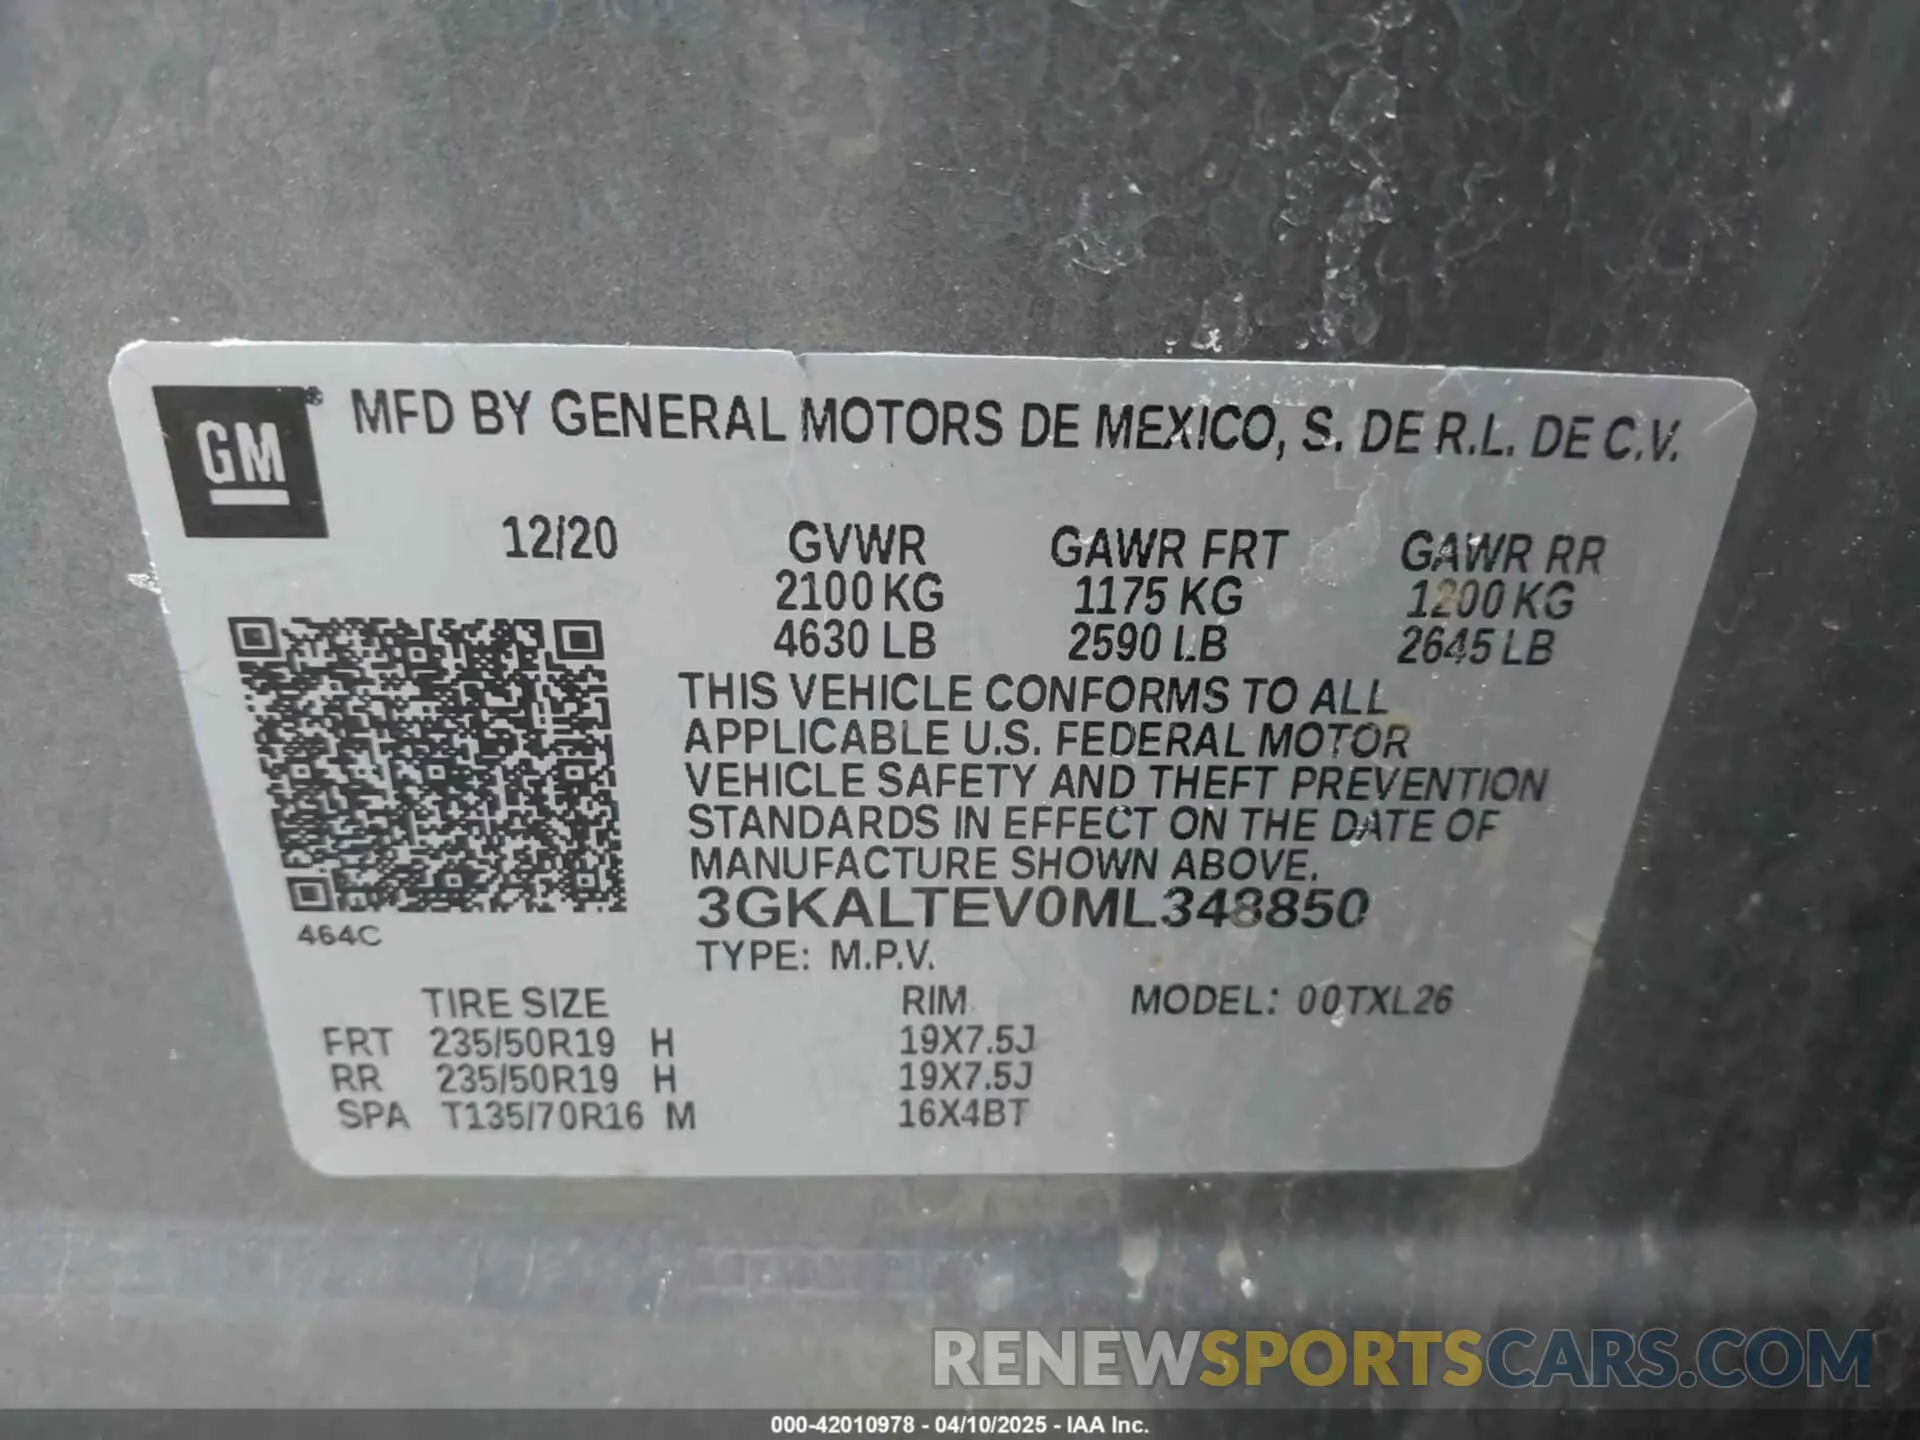 GM ® MFD BY GENERAL MOTORS DE MEXICO, S. DE R.L. DE C.V.
12/20 GVWR GAWR FRT GAWR RR
2100 KG 1175 KG 1200 KG
4630 LB 2590 LB 2645 LB
THIS VEHICLE CONFORMS TO ALL
APPLICABLE U.S. FEDERAL MOTOR
VEHICLE SAFETY AND THEFT PREVENTION
STANDARDS IN EFFECT ON THE DATE OF
MANUFACTURE SHOWN ABOVE.
3GKALTEV0ML348850
464C
TYPE: M.P.V.
TIRE SIZE RIM MODEL: 00TXL26
FRT 235/50R19 H 19X7.5J
RR 235/50R19 H 19X7.5J
SPA T135/70R16 M 16X4BT
RENEWSPORTSCARS.COM
000-42010978 - 04/10/2025 - IAA Inc.